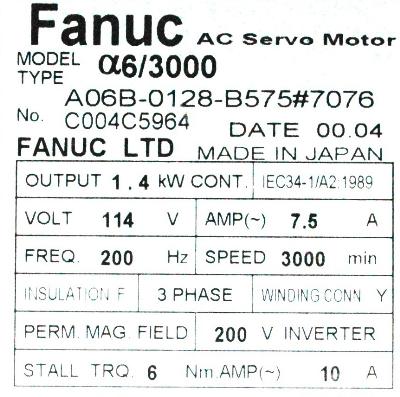 Fanuc AC Servo Motor
MODEL TYPE α6/3000
A06B-0128-B575#7076
No. C004C5964
DATE 00.04
FANUC LTD MADE IN JAPAN
OUTPUT 1.4 kW CONT. IEC34-1/A2:1989
VOLT 114 V AMP(~) 7.5 A
FREQ. 200 Hz SPEED 3000 min
INSULATION F 3 PHASE WINDING CONN Y
PERM. MAG. FIELD 200 V INVERTER
STALL TRQ. 6 Nm. AMP(~) 10 A